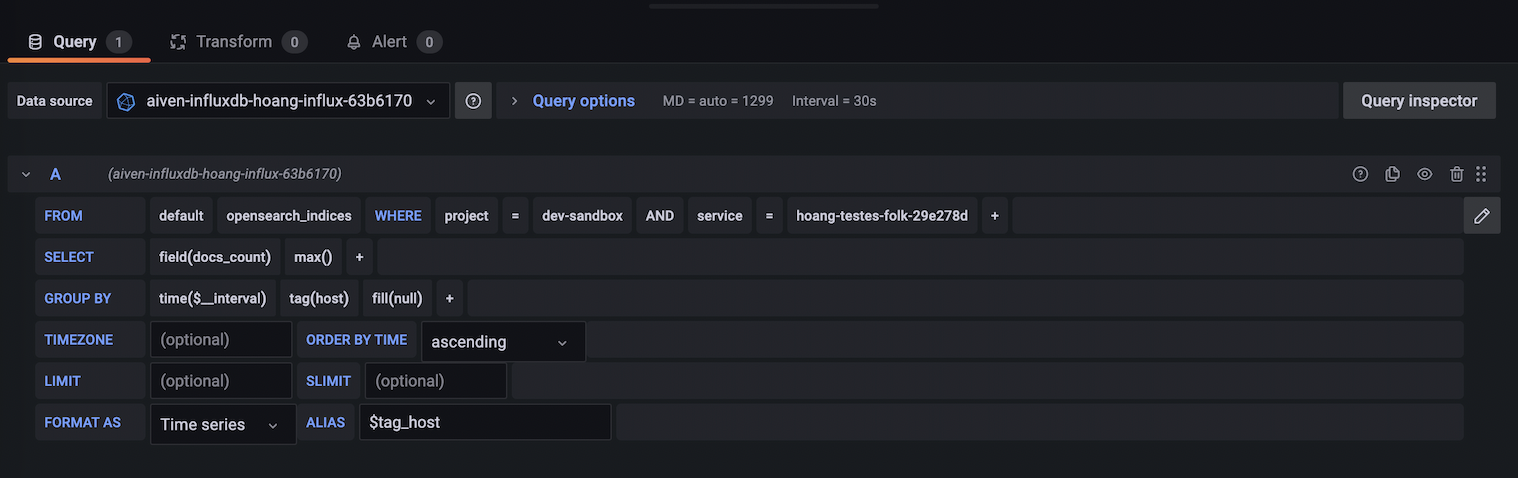 Query 1 Transform 0 Alert 0
Data source aiven-influxdb-hoang-influx-63b6170 ? > Query options MD = auto = 1299 Interval = 30s Query inspector
A (aiven-influxdb-hoang-influx-63b6170) ?
FROM default opensearch_indices WHERE project = dev-sandbox AND service = hoang-testes-folk-29e278d +
SELECT field(docs_count) max() +
GROUP BY time($__interval) tag(host) fill(null) +
TIMEZONE (optional) ORDER BY TIME ascending
LIMIT (optional) SLIMIT (optional)
FORMAT AS Time series ALIAS $tag_host